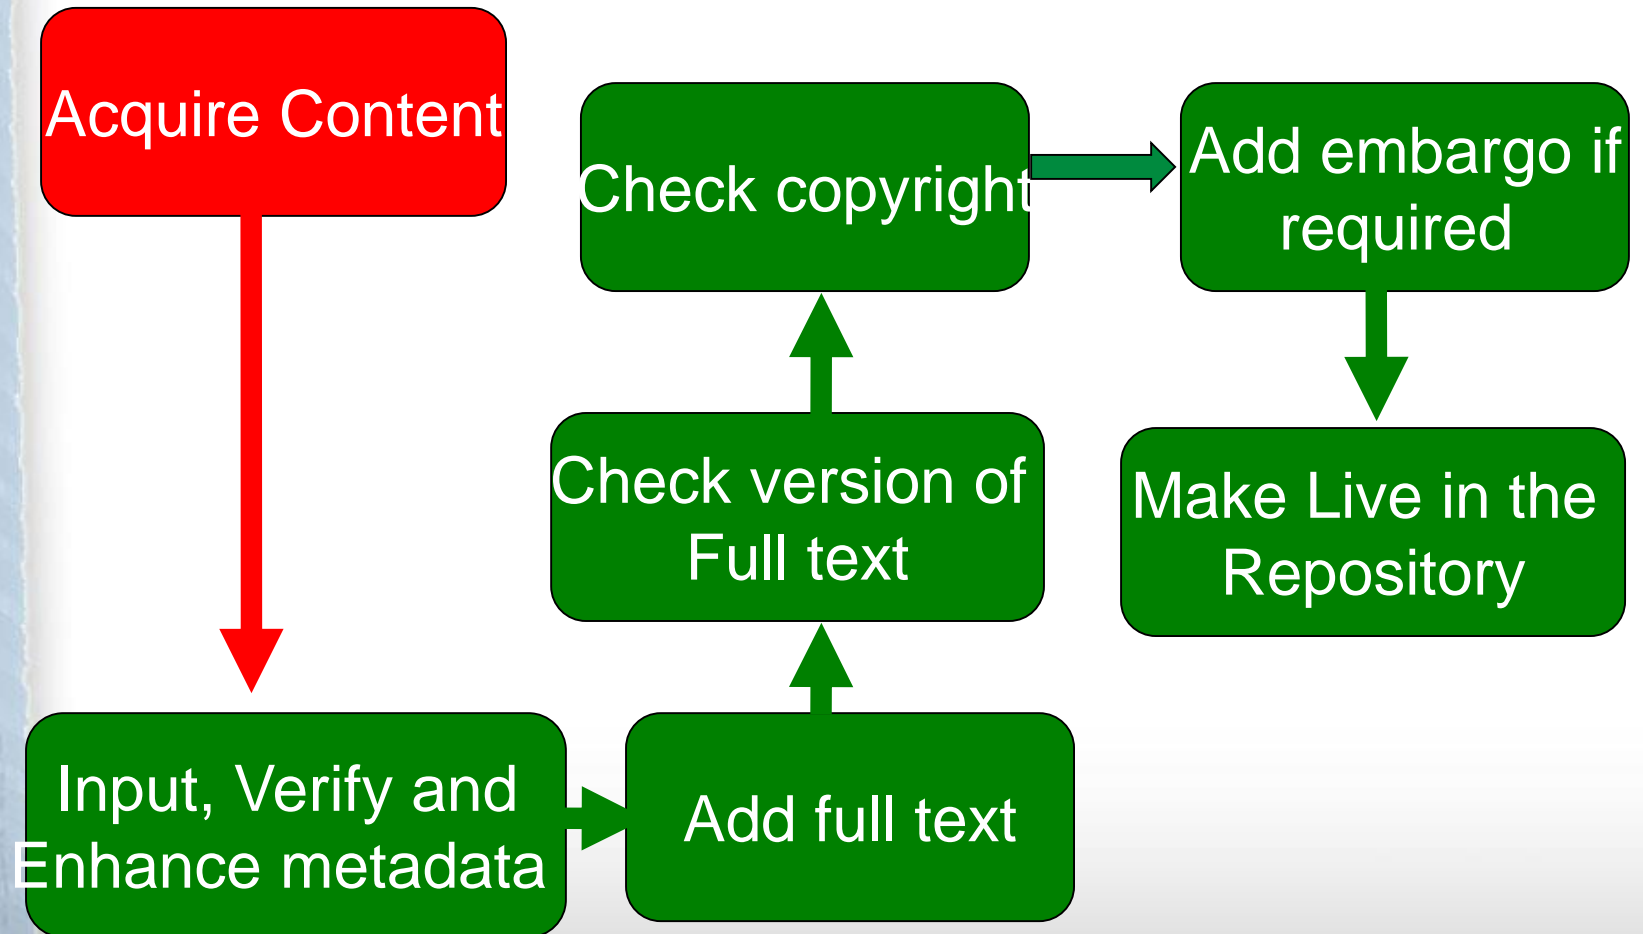 Acquire Content
Input, Verify and
Enhance metadata
Add full text
Check version of
Full text
Check copyright
Add embargo if
required
Make Live in the
Repository